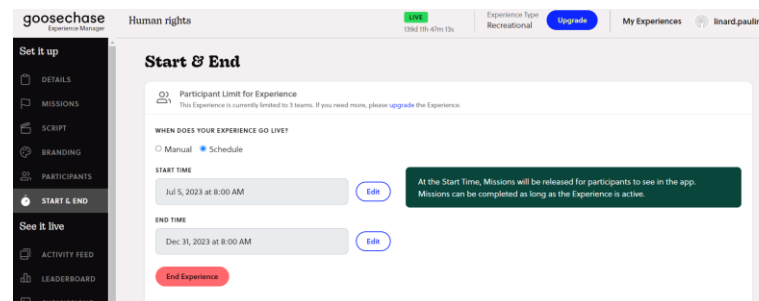 goosechase
Experience Manager
Human rights
LIVE
139d 11h 47m 13s
Experience Type
Recreational
Upgrade
My Experiences
linard.paulin
Set it up
DETAILS
MISSIONS
SCRIPT
BRANDING
PARTICIPANTS
START & END
See it live
ACTIVITY FEED
LEADERBOARD
Start & End
Participant Limit for Experience
This Experience is currently limited to 3 teams. If you need more, please upgrade the Experience.
WHEN DOES YOUR EXPERIENCE GO LIVE?
Manual Schedule
START TIME
Jul 5, 2023 at 8:00 AM
Edit
At the Start Time, Missions will be released for participants to see in the app.
Missions can be completed as long as the Experience is active.
END TIME
Dec 31, 2023 at 8:00 AM
Edit
End Experience